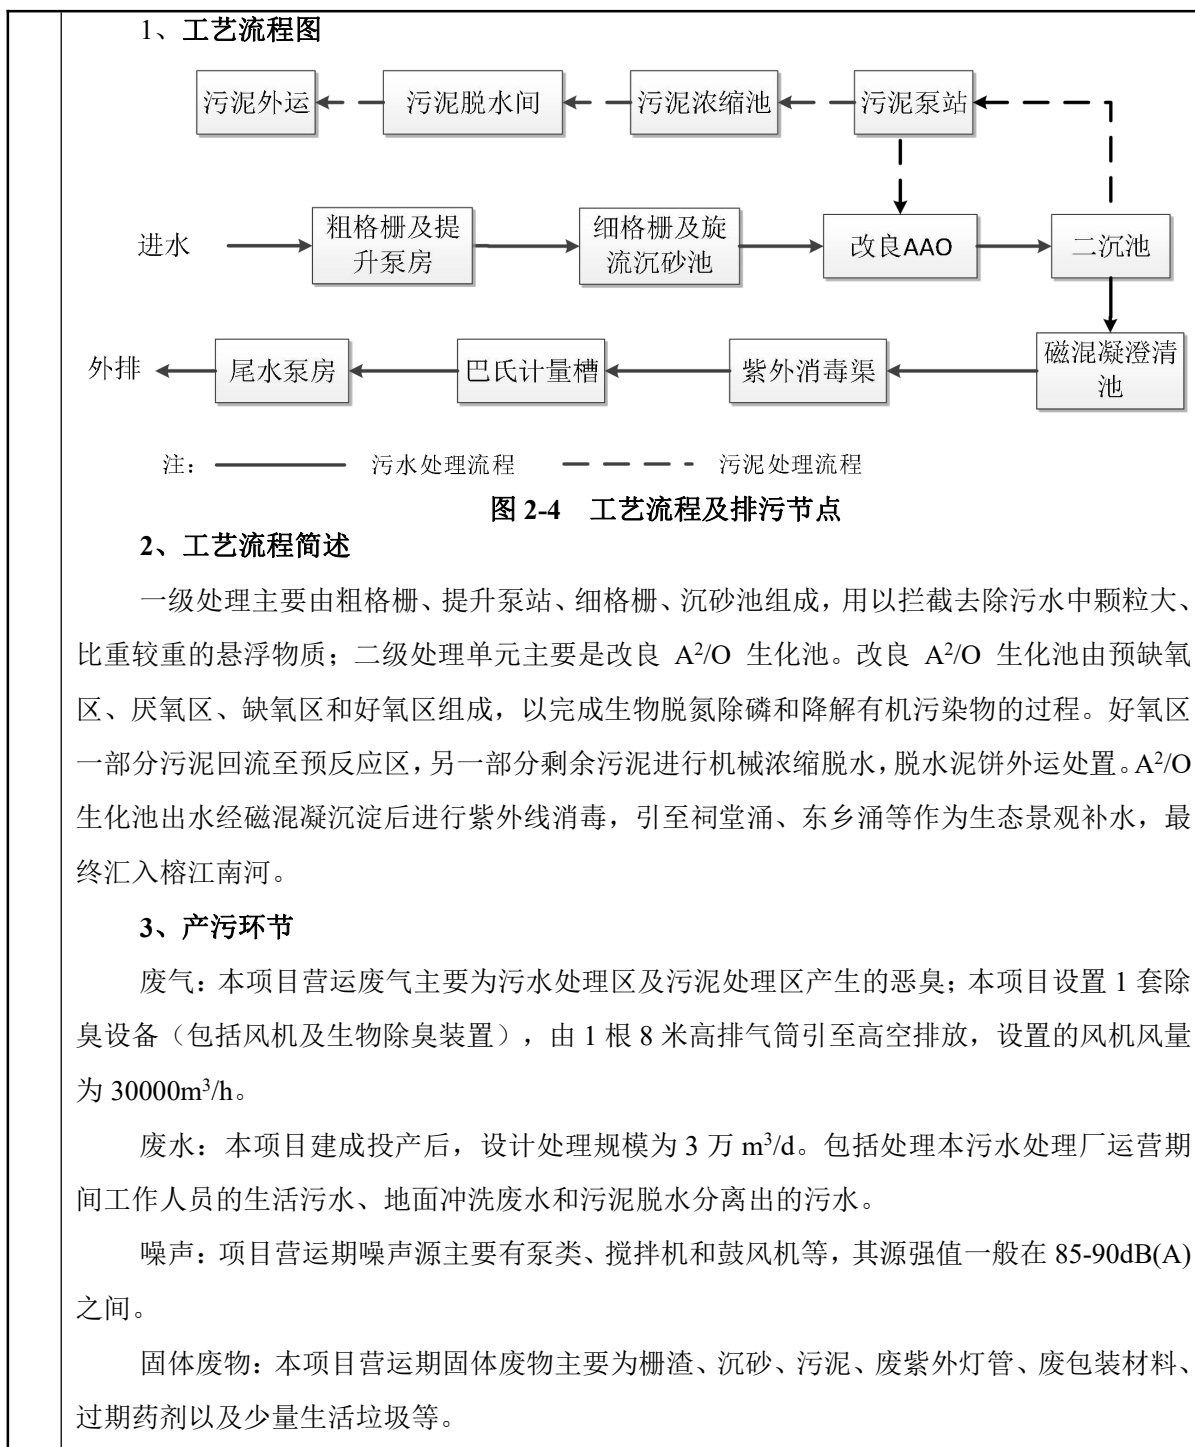 1、工艺流程图
污泥外运 污泥脱水间 污泥浓缩池 污泥泵站
进水 粗格栅及提升泵房 细格栅及旋流沉砂池 改良AAO 二沉池
外排 尾水泵房 巴氏计量槽 紫外消毒渠 磁混凝澄清池
注： 污水处理流程 污泥处理流程
图 2-4 工艺流程及排污节点
2、工艺流程简述
一级处理主要由粗格栅、提升泵站、细格栅、沉砂池组成，用以拦截去除污水中颗粒大、
比重较重的悬浮物质；二级处理单元主要是改良 A²/O 生化池。改良 A²/O 生化池由预缺氧
区、厌氧区、缺氧区和好氧区组成，以完成生物脱氮除磷和降解有机污染物的过程。好氧区
一部分污泥回流至预反应区，另一部分剩余污泥进行机械浓缩脱水，脱水泥饼外运处置。A²/O
生化池出水经磁混凝沉淀后进行紫外线消毒，引至祠堂涌、东乡涌等作为生态景观补水，最
终汇入榕江南河。
3、产污环节
废气：本项目营运废气主要为污水处理区及污泥处理区产生的恶臭；本项目设置 1 套除
臭设备（包括风机及生物除臭装置），由 1 根 8 米高排气筒引至高空排放，设置的风机风量
为 30000m³/h。
废水：本项目建成投产后，设计处理规模为 3 万 m³/d。包括处理本污水处理厂运营期
间工作人员的生活污水、地面冲洗废水和污泥脱水分离出的污水。
噪声：项目营运期噪声源主要有泵类、搅拌机和鼓风机等，其源强值一般在 85-90dB(A)
之间。
固体废物：本项目营运期固体废物主要为栅渣、沉砂、污泥、废紫外灯管、废包装材料、
过期药剂以及少量生活垃圾等。